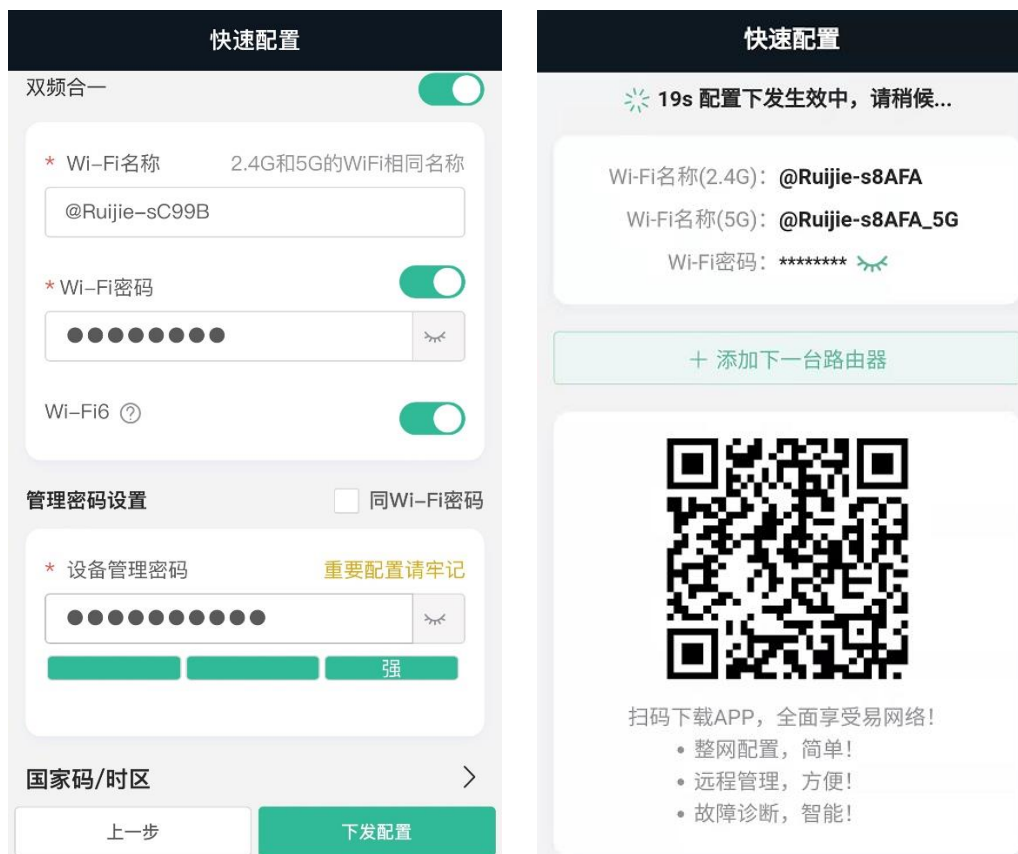 快速配置
双频合一
* Wi-Fi名称 2.4G和5G的WiFi相同名称
@Ruijie-sC99B
* Wi-Fi密码
●●●●●●●●
Wi-Fi6 ?
管理密码设置 同Wi-Fi密码
* 设备管理密码 重要配置请牢记
●●●●●●●●●●
强
国家码/时区
上一步 下发配置
快速配置
19s 配置下发生效中，请稍候...
Wi-Fi名称(2.4G)： @Ruijie-s8AFA
Wi-Fi名称(5G)： @Ruijie-s8AFA_5G
Wi-Fi密码： ********
+ 添加下一台路由器
扫码下载APP，全面享受易网络！
• 整网配置，简单！
• 远程管理，方便！
• 故障诊断，智能！